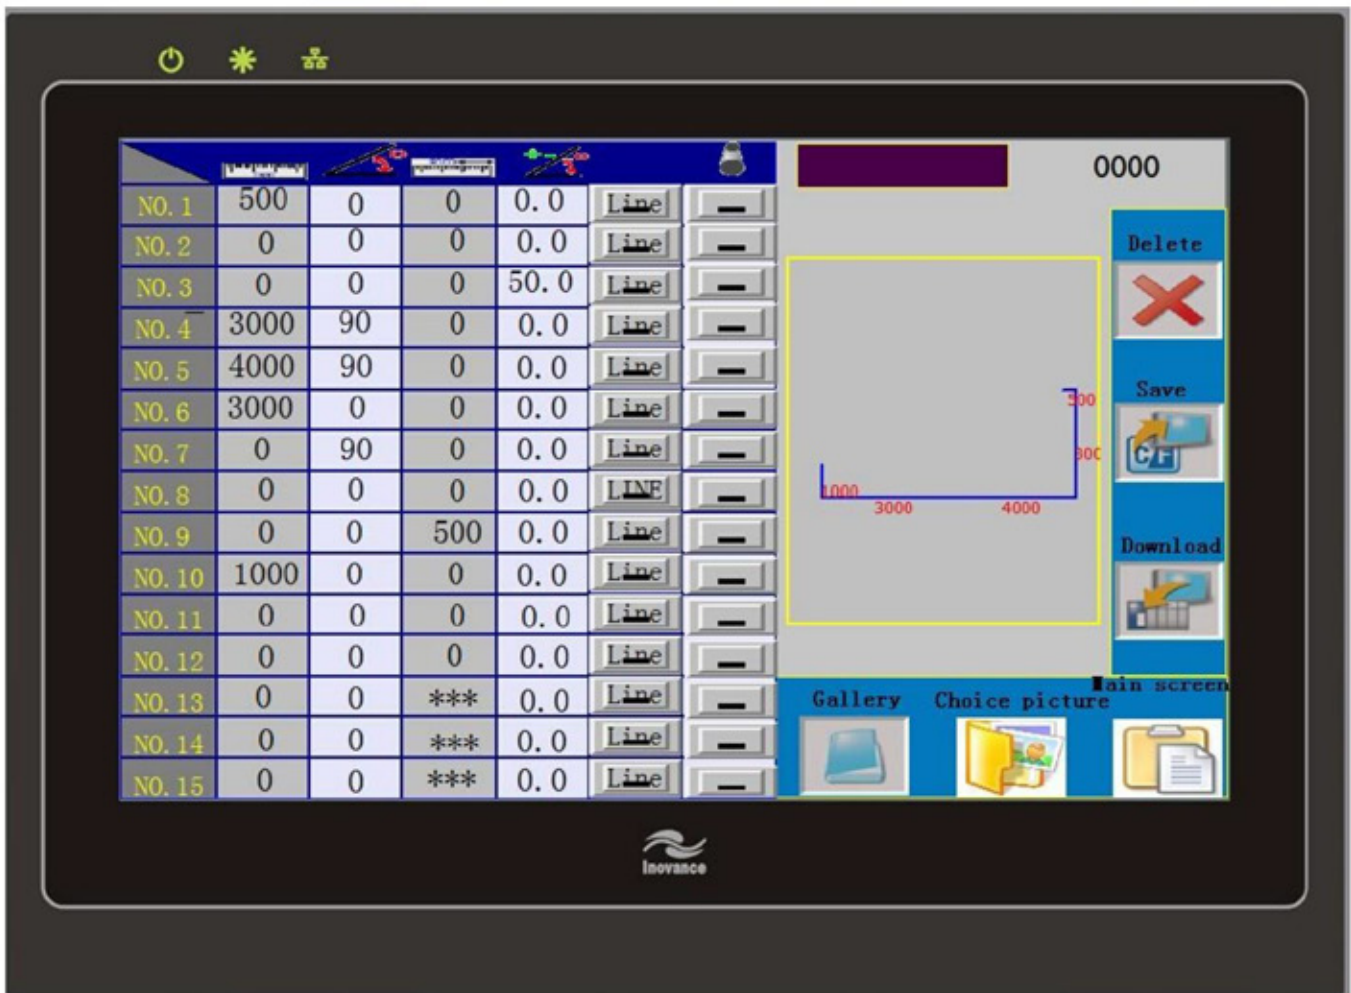 0000
NO. 1 500 0 0 0.0 Line
NO. 2 0 0 0 0.0 Line
NO. 3 0 0 0 50.0 Line
NO. 4 3000 90 0 0.0 Line
NO. 5 4000 90 0 0.0 Line
NO. 6 3000 0 0 0.0 Line
NO. 7 0 90 0 0.0 Line
NO. 8 0 0 0 0.0 LINE
NO. 9 0 0 500 0.0 Line
NO. 10 1000 0 0 0.0 Line
NO. 11 0 0 0 0.0 Line
NO. 12 0 0 0 0.0 Line
NO. 13 0 0 *** 0.0 Line
NO. 14 0 0 *** 0.0 Line
NO. 15 0 0 *** 0.0 Line
500
300
1000
3000 4000
Delete
Save
CF
Download
Main screen
Gallery Choice picture
Inovance